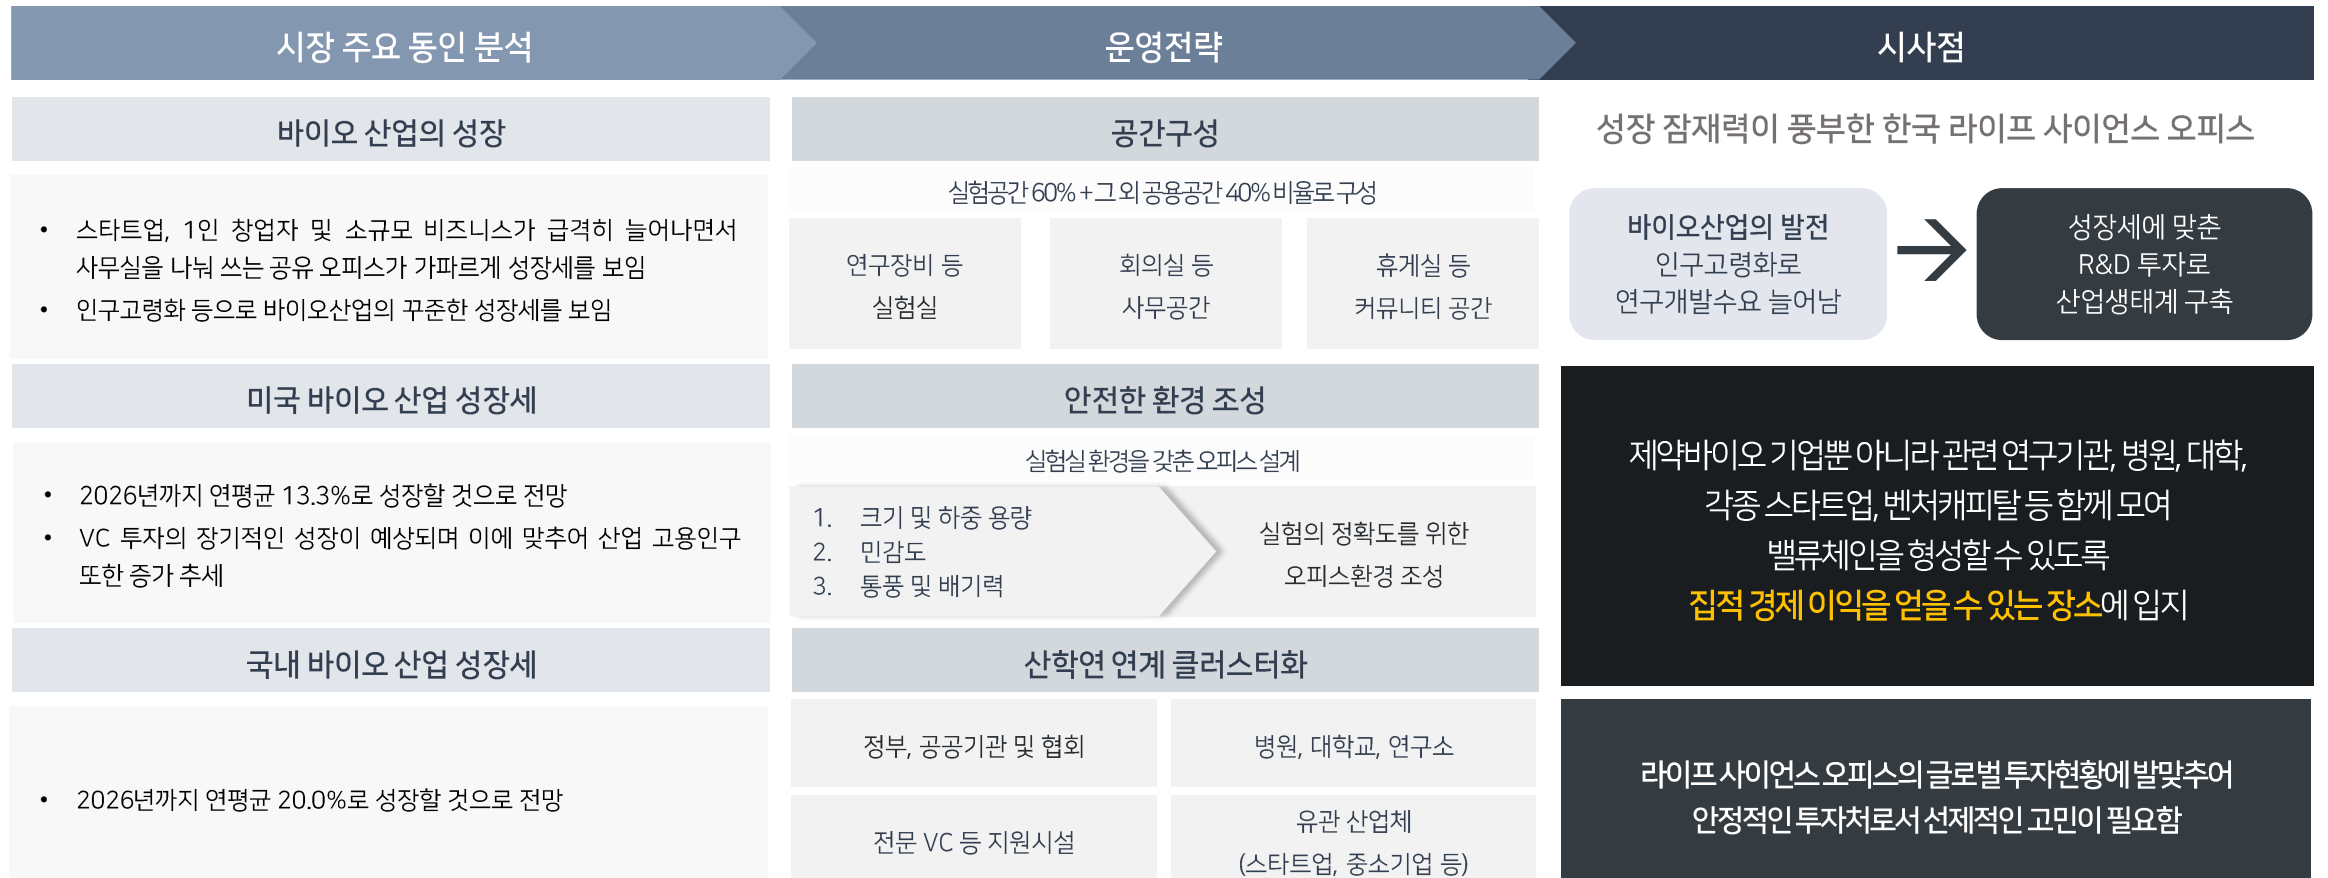 시장 주요 동인 분석
바이오 산업의 성장
• 스타트업, 1인 창업자 및 소규모 비즈니스가 급격히 늘어나면서
사무실을 나눠 쓰는 공유 오피스가 가파르게 성장세를 보임
• 인구고령화 등으로 바이오산업의 꾸준한 성장세를 보임
미국 바이오 산업 성장세
• 2026년까지 연평균 13.3%로 성장할 것으로 전망
• VC 투자의 장기적인 성장이 예상되며 이에 맞추어 산업 고용인구
또한 증가 추세
국내 바이오 산업 성장세
• 2026년까지 연평균 20.0%로 성장할 것으로 전망
운영전략
공간구성
실험공간 60% + 그 외 공용공간 40% 비율로 구성
연구장비 등
실험실
회의실 등
사무공간
휴게실 등
커뮤니티 공간
안전한 환경 조성
실험실 환경을 갖춘 오피스 설계
1. 크기 및 하중 용량
2. 민감도
3. 통풍 및 배기력
실험의 정확도를 위한
오피스환경 조성
산학연 연계 클러스터화
정부, 공공기관 및 협회
병원, 대학교, 연구소
전문 VC 등 지원시설
유관 산업체
(스타트업, 중소기업 등)
시사점
성장 잠재력이 풍부한 한국 라이프 사이언스 오피스
바이오산업의 발전
인구고령화로
연구개발수요 늘어남
성장세에 맞춘
R&D 투자로
산업생태계 구축
제약바이오 기업뿐 아니라 관련 연구기관, 병원, 대학,
각종 스타트업, 벤처캐피탈 등 함께 모여
밸류체인을 형성할 수 있도록
집적 경제 이익을 얻을 수 있는 장소에 입지
라이프 사이언스 오피스의 글로벌 투자현황에 발맞추어
안정적인 투자처로서 선제적인 고민이 필요함